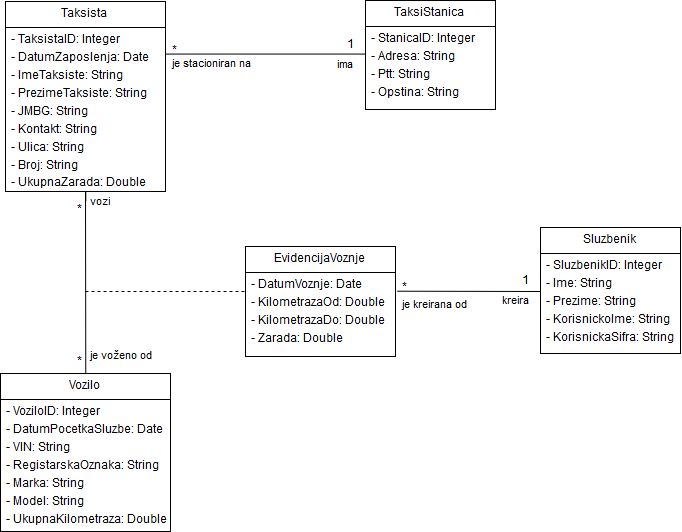 Taksista
- TaksistaID: Integer
- DatumZaposlenja: Date
- ImeTaksiste: String
- PrezimeTaksiste: String
- JMBG: String
- Kontakt: String
- Ulica: String
- Broj: String
- UkupnaZarada: Double
*
je stacioniran na
1
ima
TaksiStanica
- StanicaID: Integer
- Adresa: String
- Ptt: String
- Opstina: String
*
vozi
EvidencijaVoznje
- DatumVoznje: Date
- KilometrazaOd: Double
- KilometrazaDo: Double
- Zarada: Double
*
je kreirana od
1
kreira
Sluzbenik
- SluzbenikID: Integer
- Ime: String
- Prezime: String
- KorisnickoIme: String
- KorisnickaSifra: String
*
je voženo od
Vozilo
- VoziloID: Integer
- DatumPocetkaSluzbe: Date
- VIN: String
- RegistarskaOznaka: String
- Marka: String
- Model: String
- UkupnaKilometraza: Double